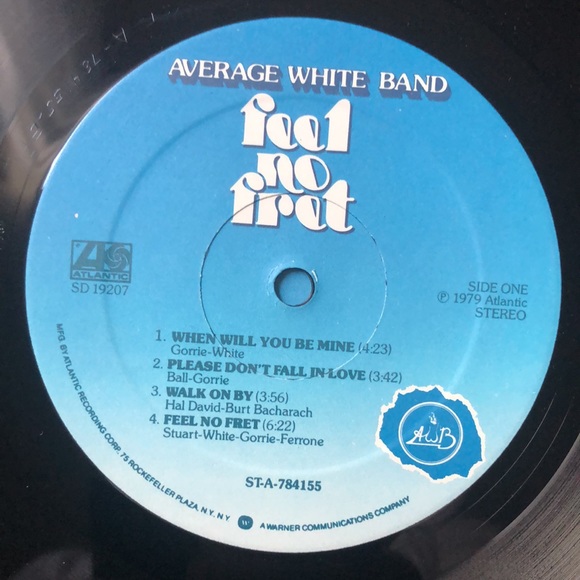 AVERAGE WHITE BAND
feel
no
fret
ATLANTIC
SD 19207
SIDE ONE
℗ 1979 Atlantic
STEREO
1. WHEN WILL YOU BE MINE (4:23)
Gorrie-White
2. PLEASE DON'T FALL IN LOVE (3:42)
Ball-Gorrie
3. WALK ON BY (3:56)
Hal David-Burt Bacharach
4. FEEL NO FRET (6:22)
Stuart-White-Gorrie-Ferrone
AWB
ST-A-784155
MFG. BY ATLANTIC RECORDING CORP. 75 ROCKEFELLER PLAZA, N.Y. N.Y. W A WARNER COMMUNICATIONS COMPANY